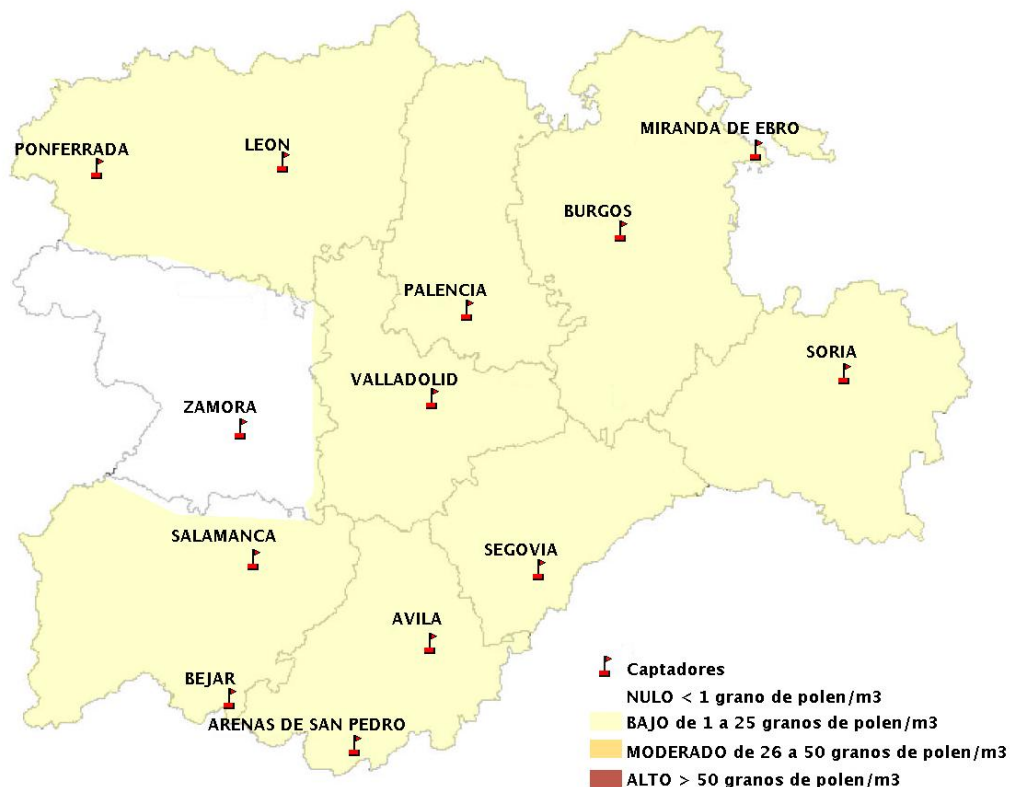 MIRANDA DE EBRO
PONFERRADA
LEON
BURGOS
PALENCIA
SORIA
VALLADOLID
ZAMORA
SALAMANCA
SEGOVIA
AVILA
BEJAR
ARENAS DE SAN PEDRO
Captadores
NULO < 1 grano de polen/m3
BAJO de 1 a 25 granos de polen/m3
MODERADO de 26 a 50 granos de polen/m3
ALTO > 50 granos de polen/m3